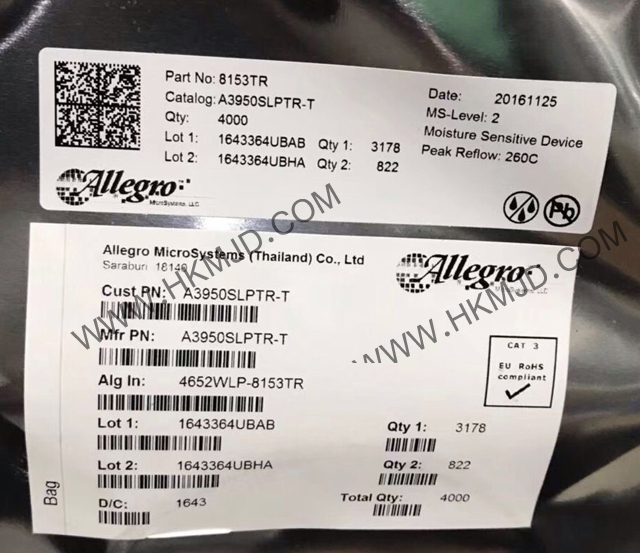 Part No: 8153TR
Catalog: A3950SLPTR-T
Qty: 4000
Lot 1: 1643364UBAB Qty 1: 3178
Lot 2: 1643364UBHA Qty 2: 822
Date: 20161125
MS-Level: 2
Moisture Sensitive Device
Peak Reflow: 260C
Allegro
MicroSystems, LLC
Pb
Allegro MicroSystems (Thailand) Co., Ltd
Saraburi 18140
Allegro
MicroSystems, LLC
Cust PN: A3950SLPTR-T
Mfr PN: A3950SLPTR-T
Alg In: 4652WLP-8153TR
CAT 3
EU RoHS
compliant
Lot 1: 1643364UBAB Qty 1: 3178
Lot 2: 1643364UBHA Qty 2: 822
D/C: 1643 Total Qty: 4000
Bag
WWW.HKMJD.COM
WWW.HKMJD.COM